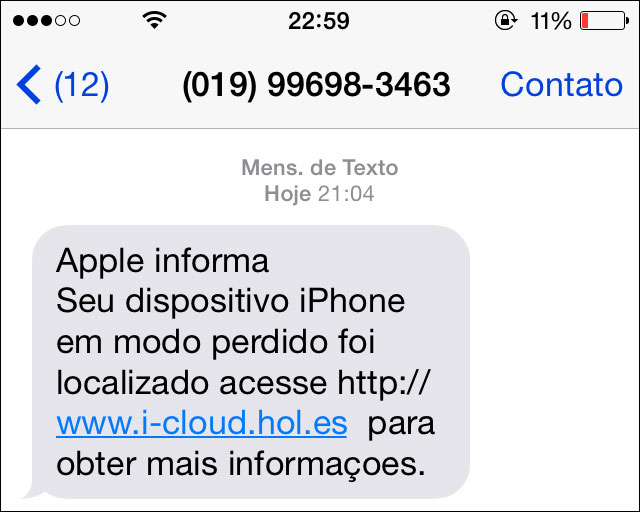 22:59 11%
(12) (019) 99698-3463 Contato
Mens. de Texto
Hoje 21:04
Apple informa
Seu dispositivo iPhone
em modo perdido foi
localizado acesse http://
www.i-cloud.hol.es para
obter mais informaçoes.